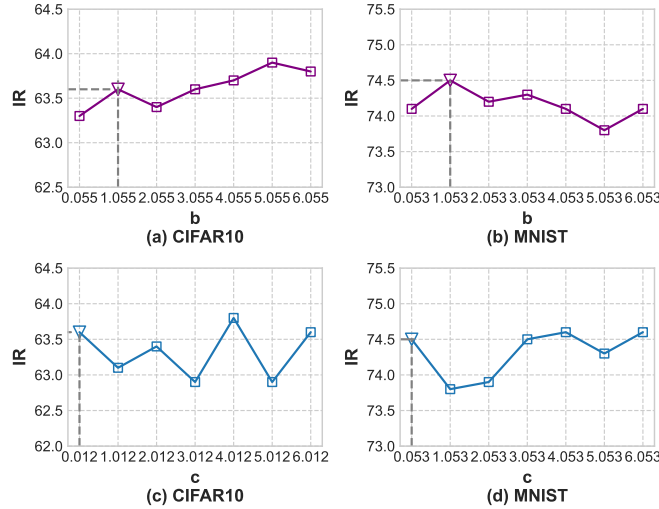 64.5
64.0
63.5
63.0
62.5
IR
0.055 1.055 2.055 3.055 4.055 5.055 6.055
b
(a) CIFAR10
75.5
75.0
74.5
74.0
73.5
73.0
IR
0.053 1.053 2.053 3.053 4.053 5.053 6.053
b
(b) MNIST
64.5
64.0
63.5
63.0
62.5
62.0
IR
0.012 1.012 2.012 3.012 4.012 5.012 6.012
c
(c) CIFAR10
75.5
75.0
74.5
74.0
73.5
73.0
IR
0.053 1.053 2.053 3.053 4.053 5.053 6.053
c
(d) MNIST